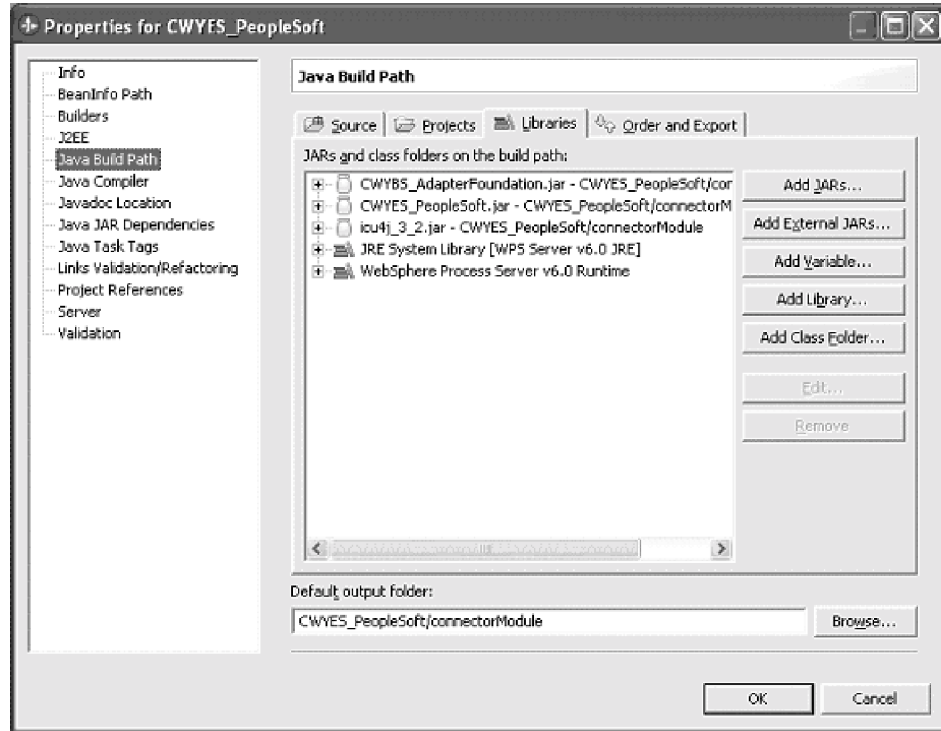 Properties for CWYES_PeopleSoft
Info
BeanInfo Path
Builders
J2EE
Java Build Path
Java Compiler
Javadoc Location
Java JAR Dependencies
Java Task Tags
Links Validation/Refactoring
Project References
Server
Validation
Java Build Path
Source
Projects
Libraries
Order and Export
JARs and class folders on the build path:
CWYBS_AdapterFoundation.jar - CWYES_PeopleSoft/cor
CWYES_PeopleSoft.jar - CWYES_PeopleSoft/connectorM
icu4j_3_2.jar - CWYES_PeopleSoft/connectorModule
JRE System Library [WPS Server v6.0 JRE]
WebSphere Process Server v6.0 Runtime
Add JARs...
Add External JARs...
Add Variable...
Add Library...
Add Class Folder...
Edit...
Remove
Default output folder:
CWYES_PeopleSoft/connectorModule
Browse...
OK
Cancel